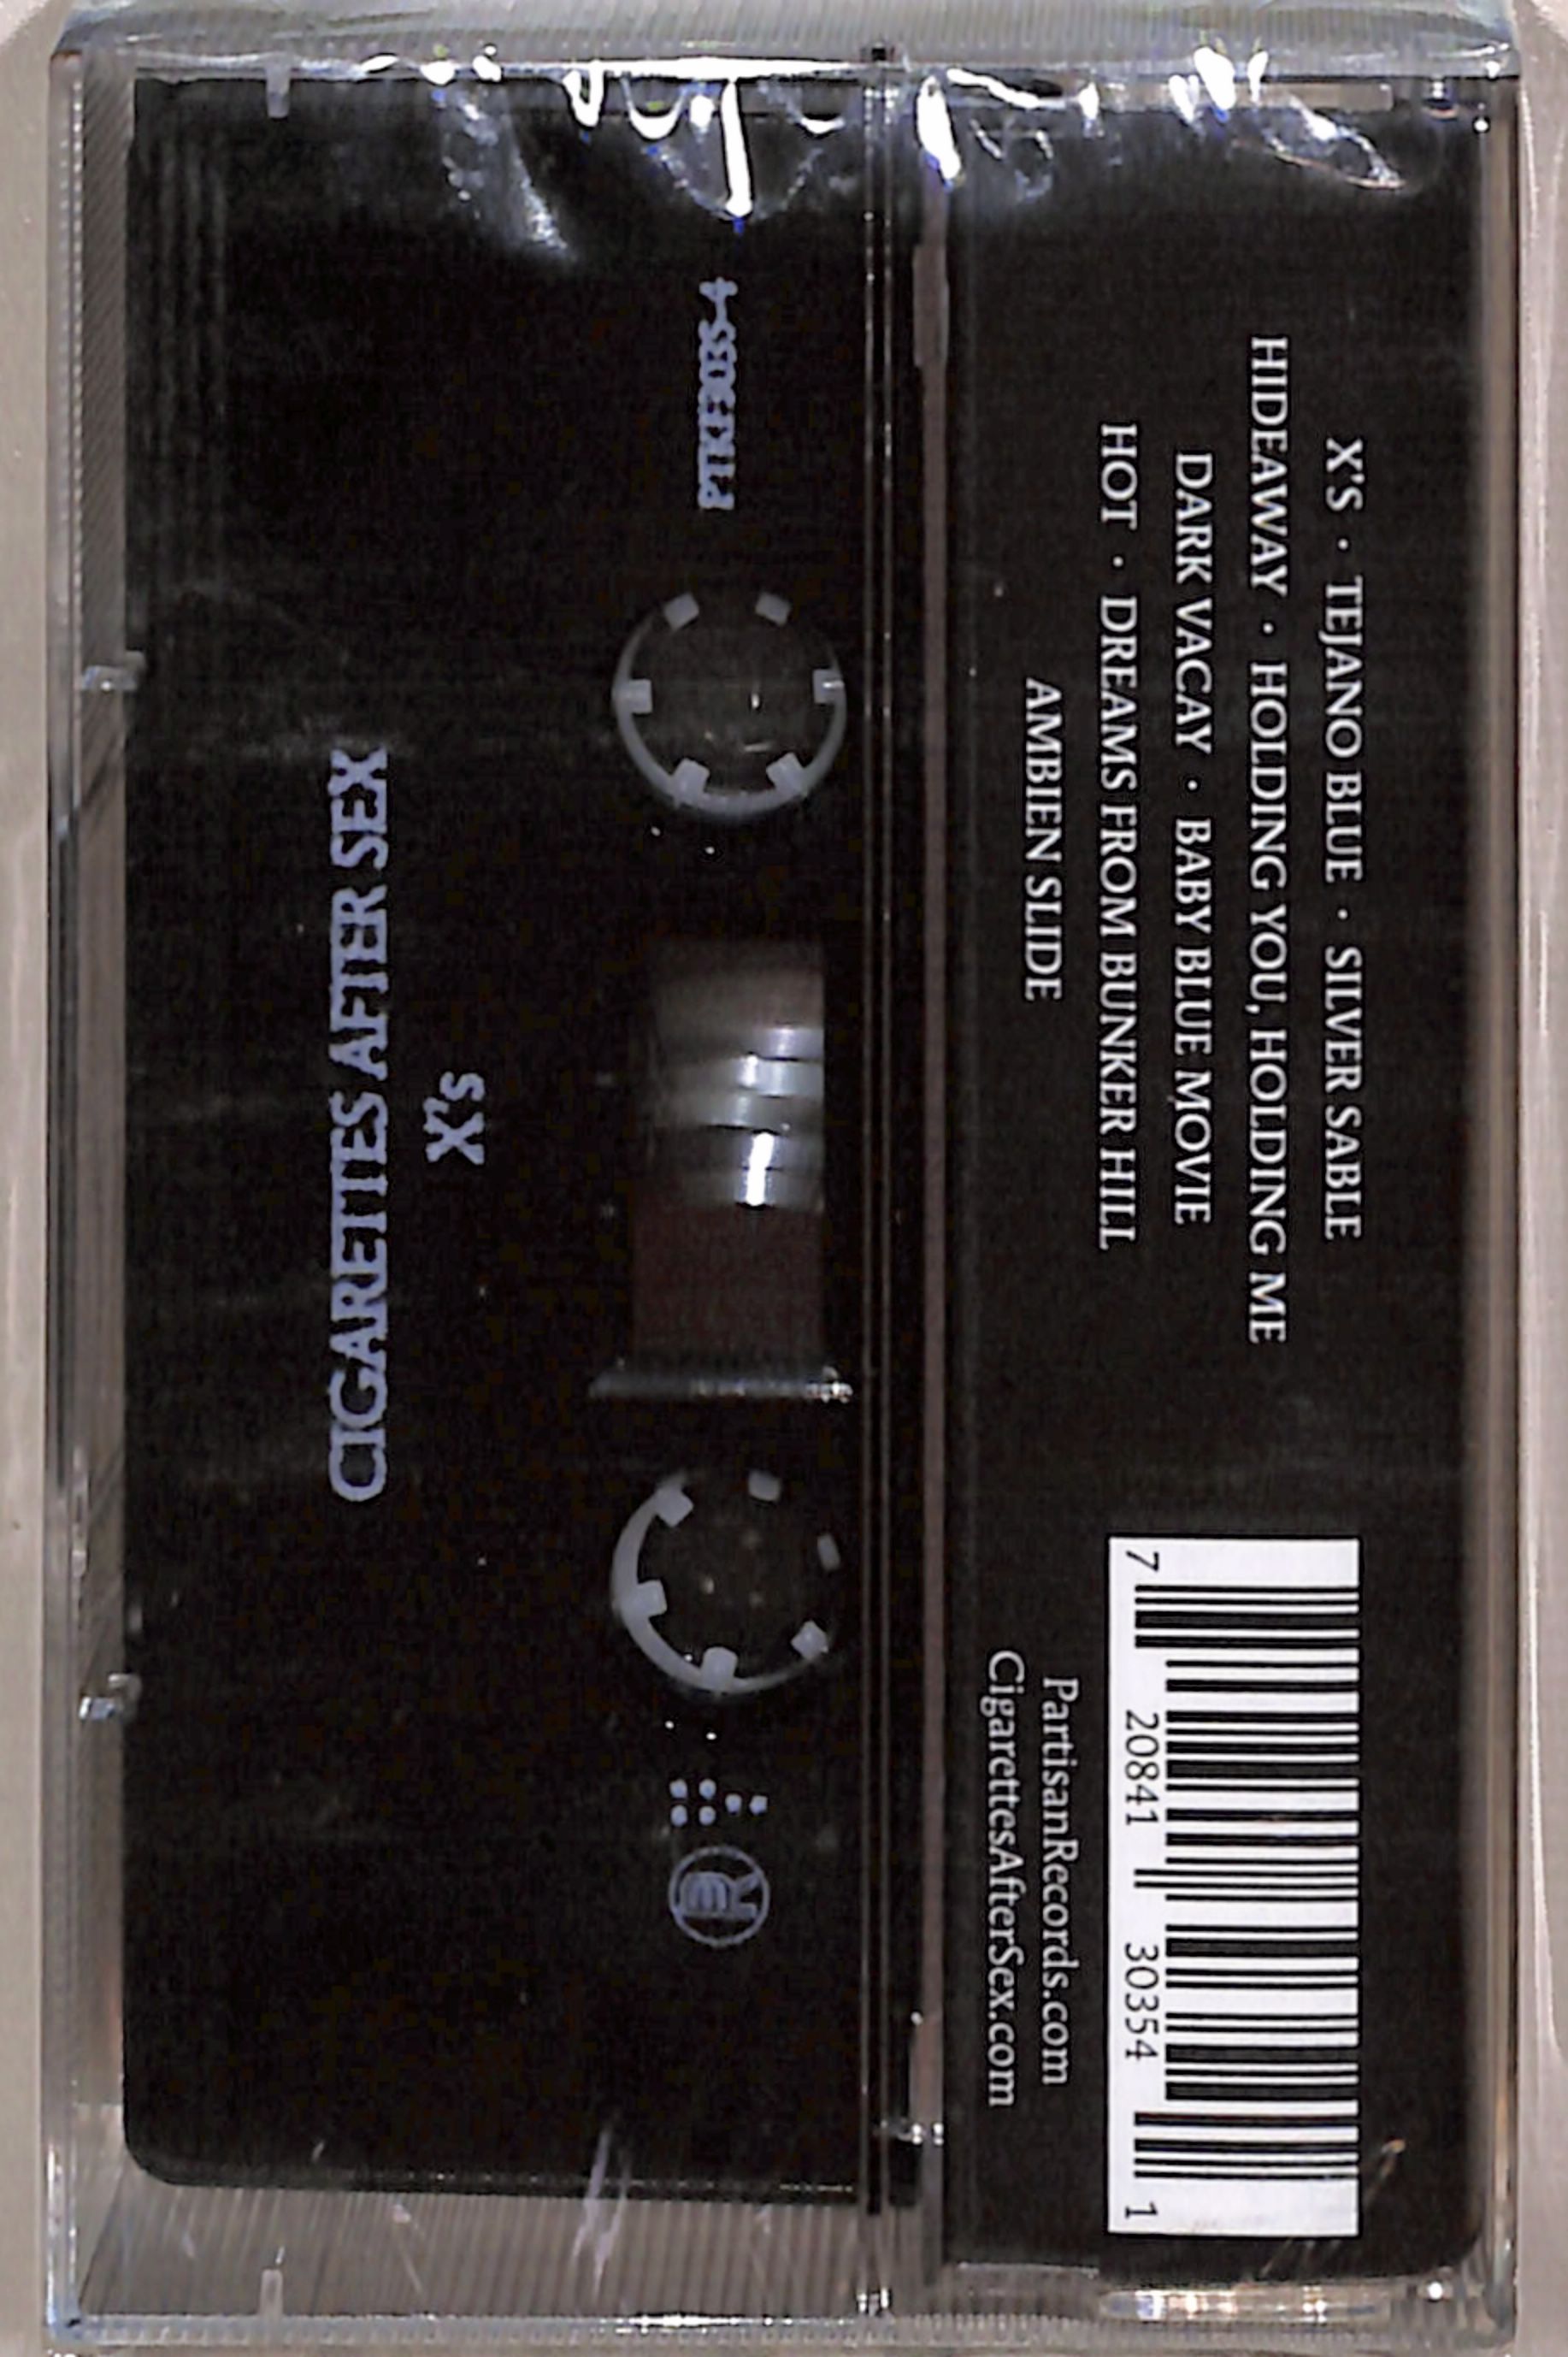 X'S · TEJANO BLUE · SILVER SABLE
HIDEAWAY · HOLDING YOU, HOLDING ME
DARK VACAY · BABY BLUE MOVIE
HOT · DREAMS FROM BUNKER HILL
AMBIEN SLIDE
7 20841 30354 1
PartisanRecords.com
CigarettesAfterSex.com
CIGARETTES AFTER SEX
X's